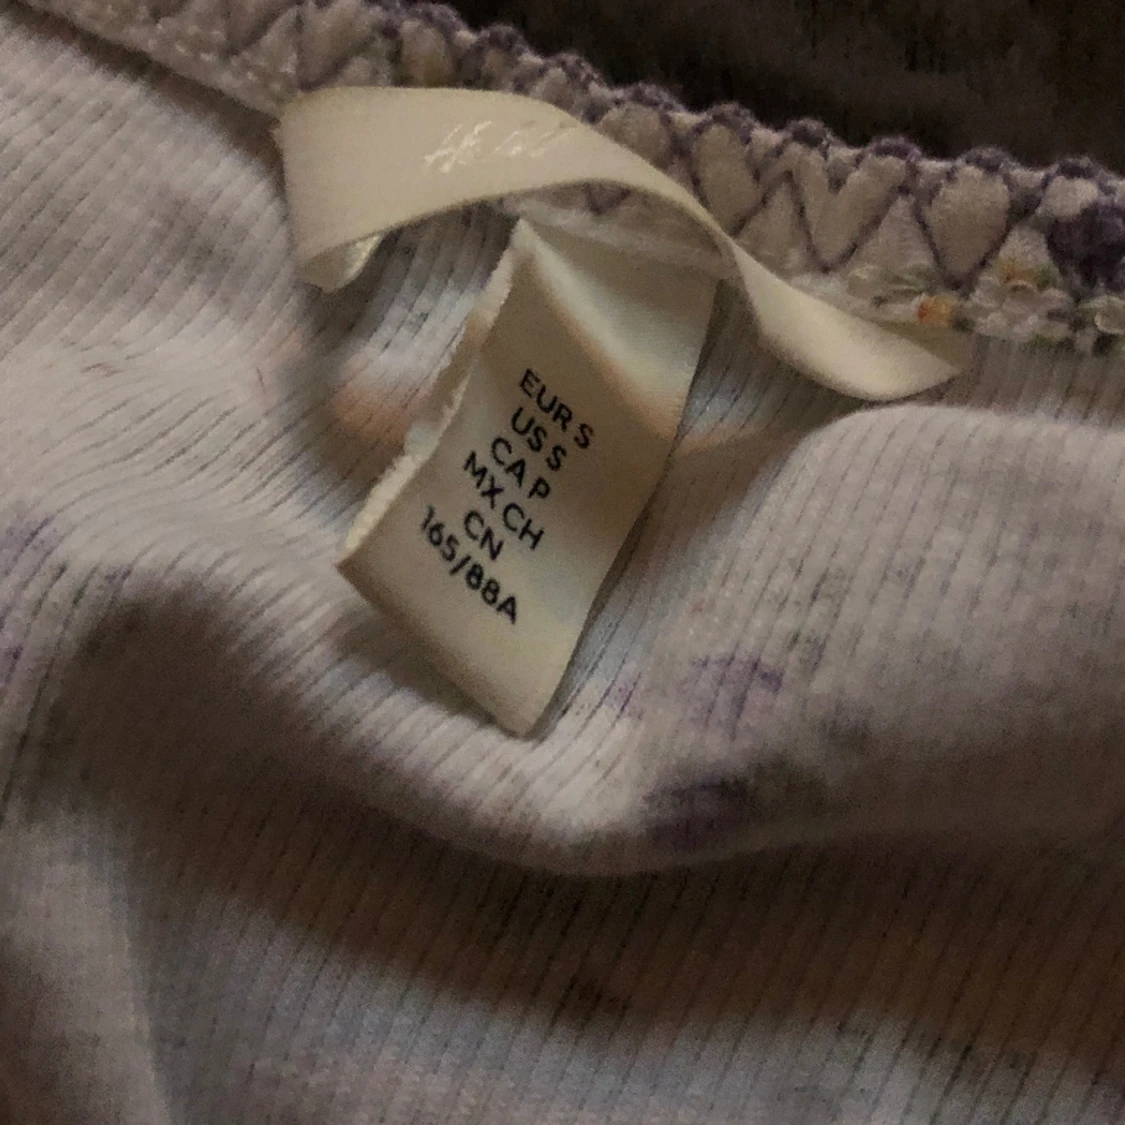 EUR S
US S
CA P
MX CH
CN
165/88A